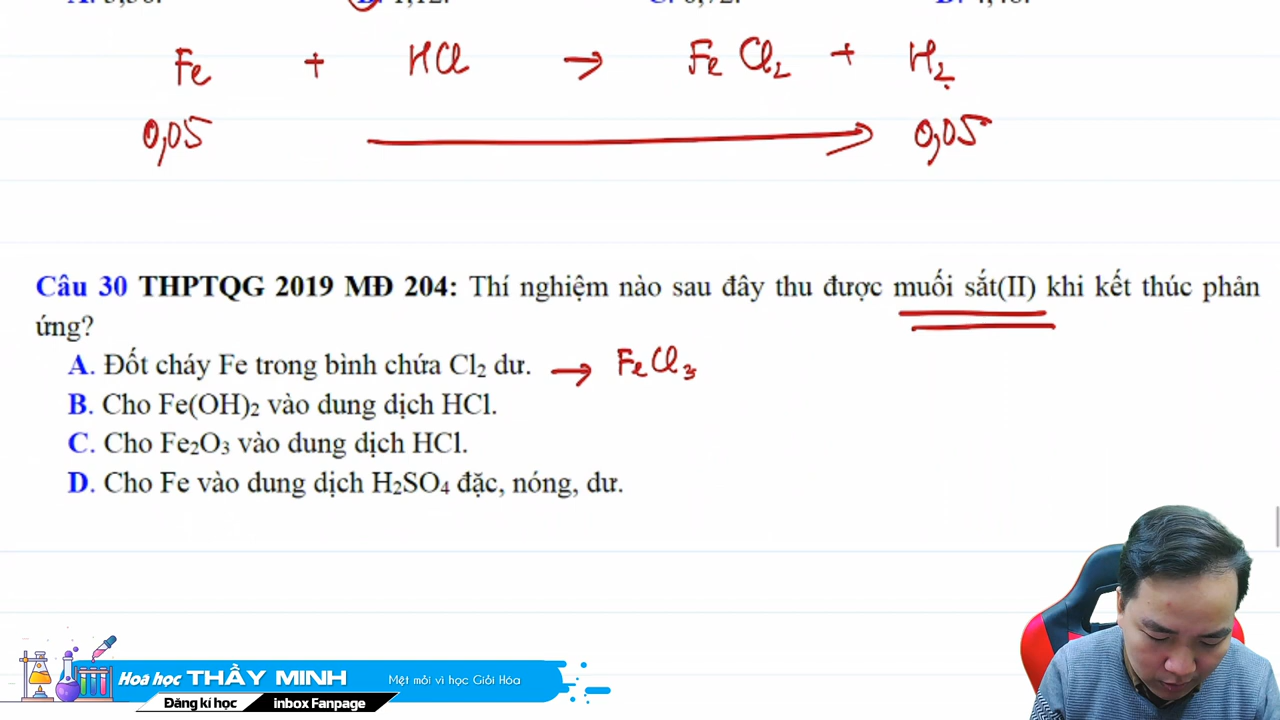 Fe + HCl → FeCl₂ + H₂
0,05 → 0,05
Câu 30 THPTQG 2019 MĐ 204: Thí nghiệm nào sau đây thu được muối sắt(II) khi kết thúc phản
ứng?
A. Đốt cháy Fe trong bình chứa Cl₂ dư. → FeCl₃
B. Cho Fe(OH)₂ vào dung dịch HCl.
C. Cho Fe₂O₃ vào dung dịch HCl.
D. Cho Fe vào dung dịch H₂SO₄ đặc, nóng, dư.
Hoá học THẦY MINH
Mệt mỏi vì học Giỏi Hóa
Đăng kí học inbox Fanpage